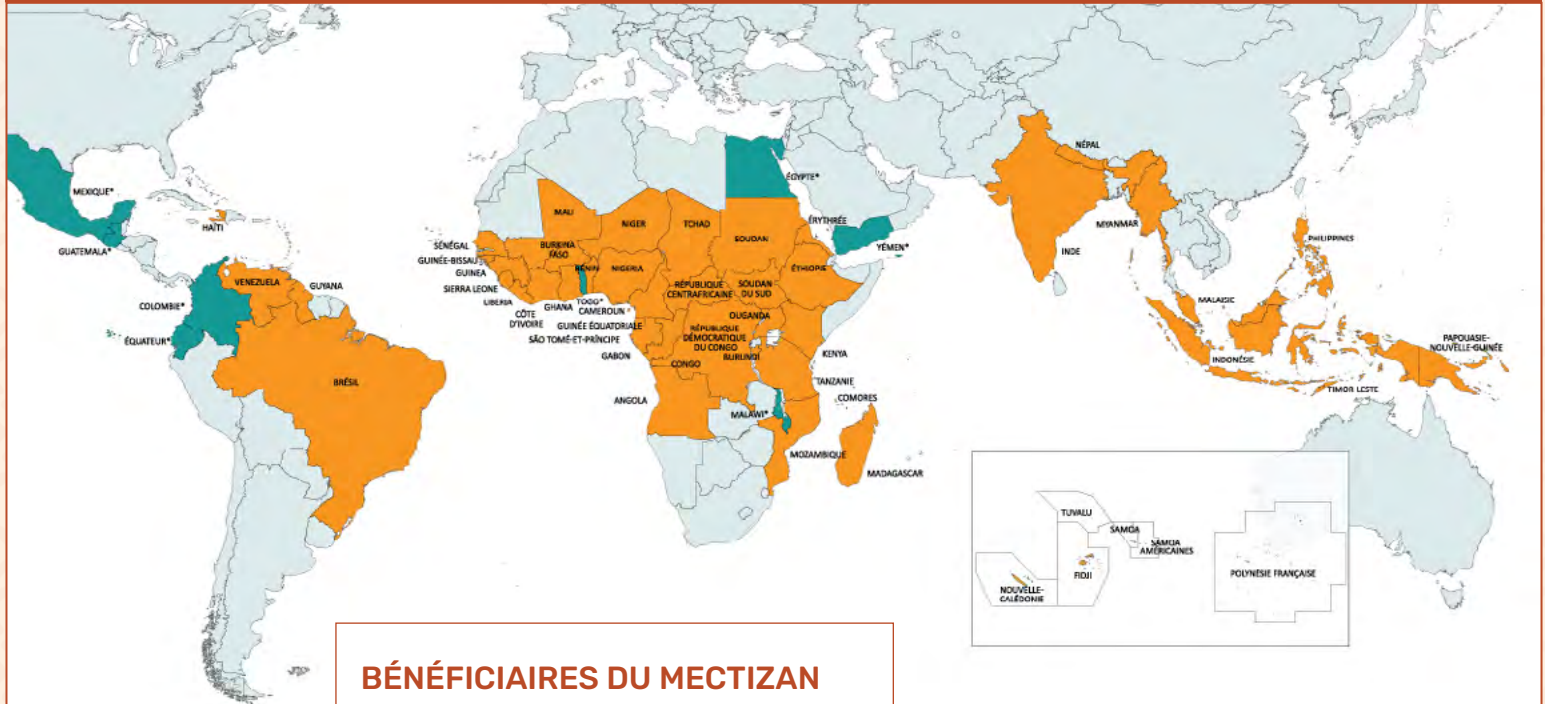 MEXIQUE*
HAÏTI
GUATEMALA*
VENEZUELA
GUYANA
COLOMBIE*
ÉQUATEUR*
BRÉSIL
ÉGYPTE*
MALI
NIGER
TCHAD
SOUDAN
ÉRYTHRÉE
YÉMEN*
SÉNÉGAL
GUINÉE-BISSAU
GUINEA
SIERRA LEONE
LIBERIA
CÔTE
D'IVOIRE
BURKINA
FASO
GHANA
BÉNIN
TOGO*
NIGERIA
CAMEROUN
GUINÉE ÉQUATORIALE
SÃO TOMÉ-ET-PRÍNCIPE
GABON
CONGO
RÉPUBLIQUE
CENTRAFRICAINE
SOUDAN
DU SUD
ÉTHIOPIE
OUGANDA
RÉPUBLIQUE
DÉMOCRATIQUE
DU CONGO
BURUNDI
KENYA
TANZANIE
COMORES
ANGOLA
MALAWI*
MOZAMBIQUE
MADAGASCAR
NÉPAL
MYANMAR
INDE
PHILIPPINES
MALAISIE
INDONÉSIE
PAPOUASIE-
NOUVELLE-GUINÉE
TIMOR LESTE
TUVALU
SAMOA
SAMOA
AMÉRICAINES
FIDJI
NOUVELLE-
CALÉDONIE
POLYNÉSIE FRANÇAISE
BÉNÉFICIAIRES DU MECTIZAN